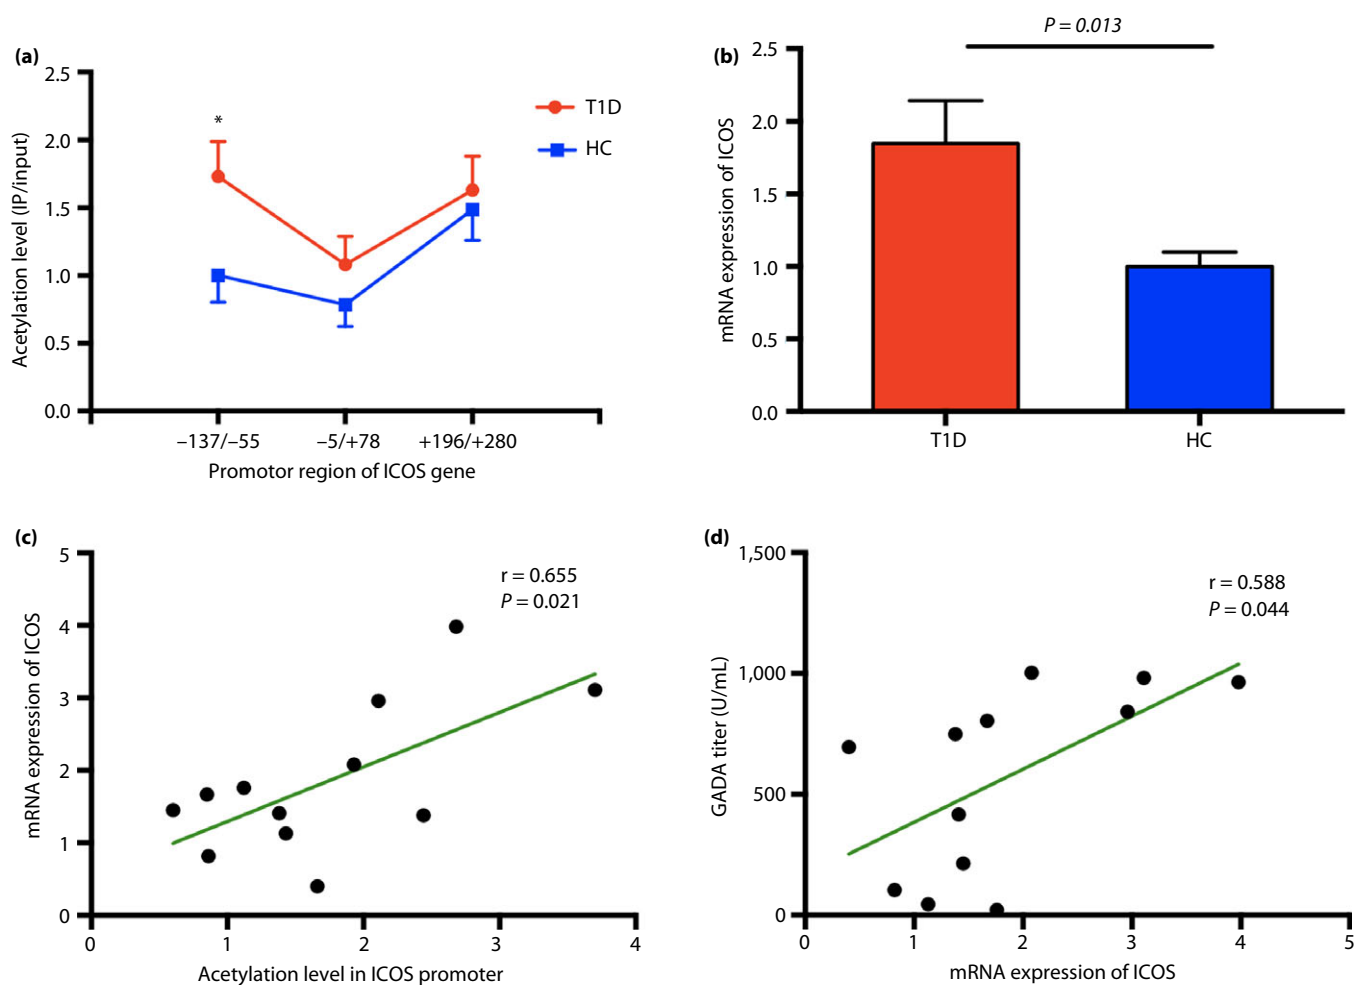 (a)
2.5
2.0
1.5
1.0
0.5
0.0
Acetylation level (IP/input)
*
T1D
HC
–137/–55 –5/+78 +196/+280
Promotor region of ICOS gene
(b)
P = 0.013
2.5
2.0
1.5
1.0
0.5
0.0
mRNA expression of ICOS
T1D HC
(c)
5
4
3
2
1
0
mRNA expression of ICOS
r = 0.655
P = 0.021
0 1 2 3 4
Acetylation level in ICOS promoter
(d)
1,500
1,000
500
0
GADA titer (U/mL)
r = 0.588
P = 0.044
0 1 2 3 4 5
mRNA expression of ICOS